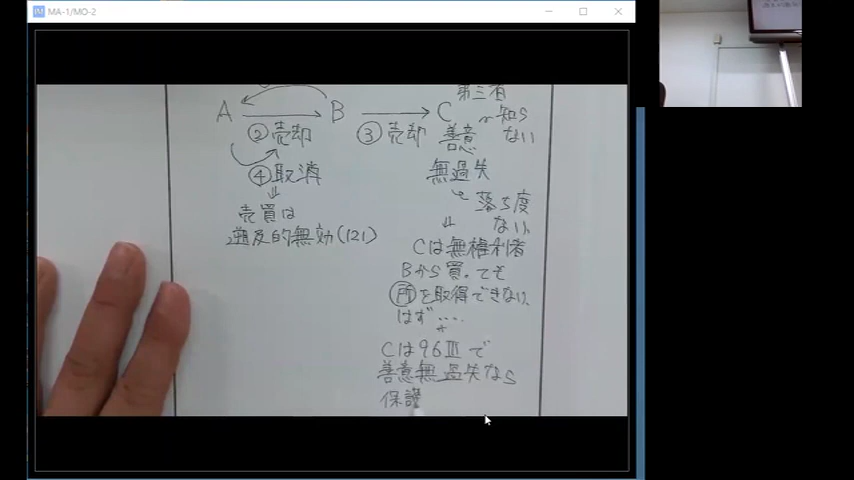 MA-1/MO-2
第三者
A → B → C
②売却
③売却
善意
〃知ら
ない
④取消
無過失
〃落ち度
ない
売買は
遡及的無効(121)
Cは無権利者
Bから買っても
所を取得できない
はず…
Cは96Ⅲで
善意無過失なら
保護